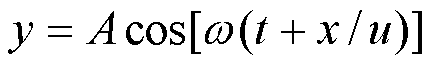 y = A cos[ω(t + x / u)]